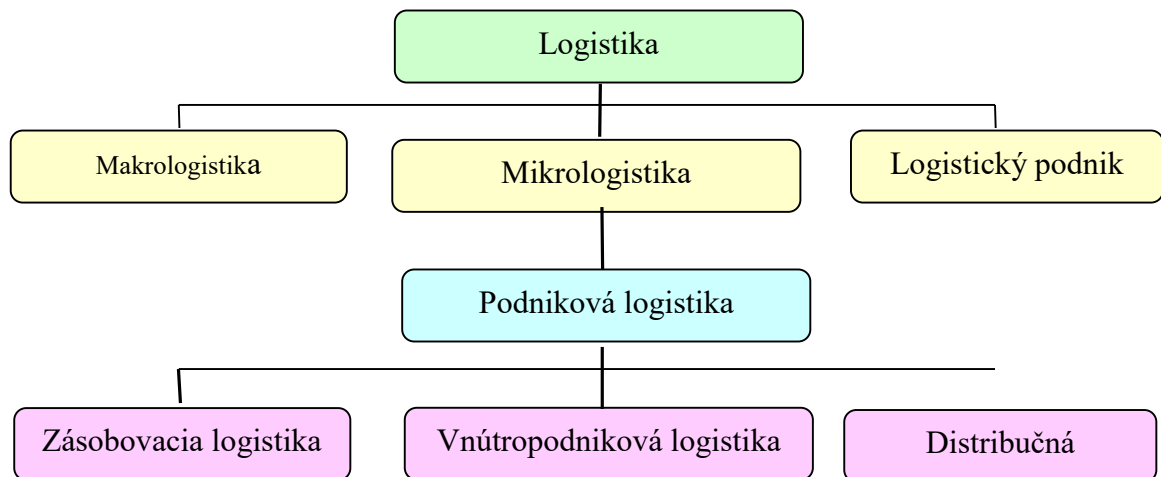 Logistika
Makrologistika
Mikrologistika
Logistický podnik
Podniková logistika
Zásobovacia logistika
Vnútropodniková logistika
Distribučná